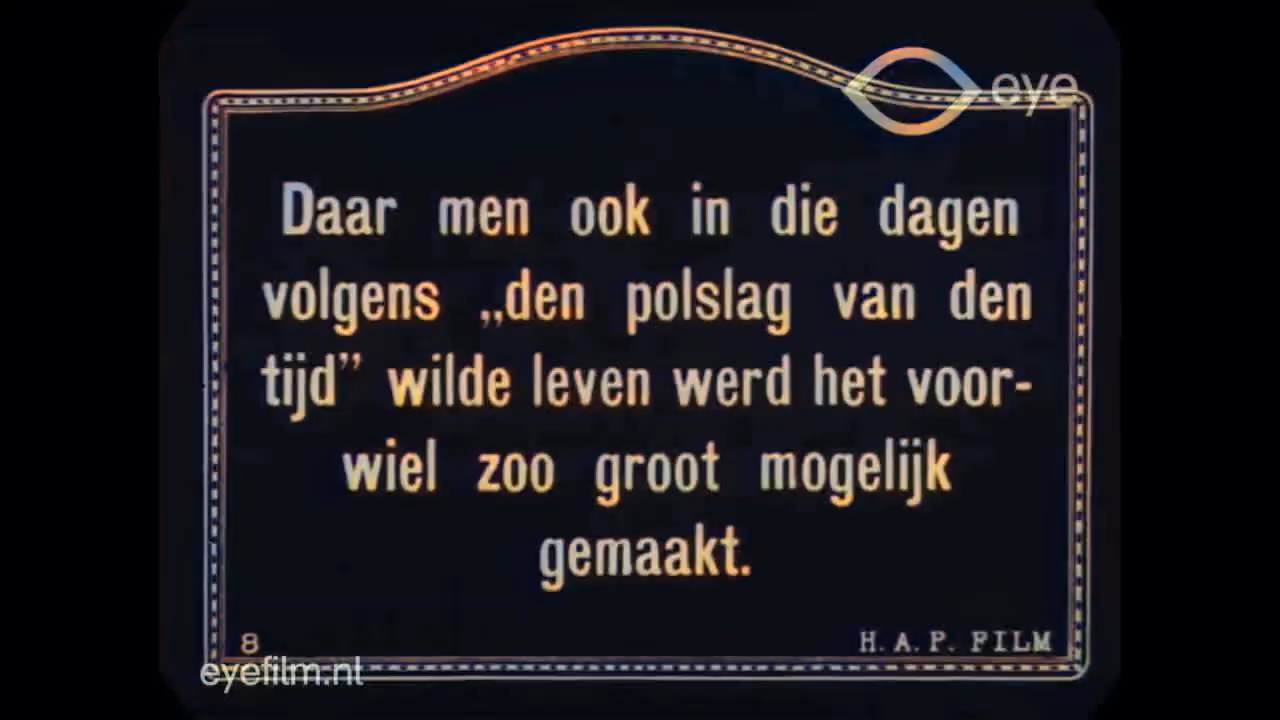 eye
Daar men ook in die dagen
volgens „den polslag van den
tijd” wilde leven werd het voor-
wiel zoo groot mogelijk
gemaakt.
8
H. A. P. FILM
eyefilm.nl